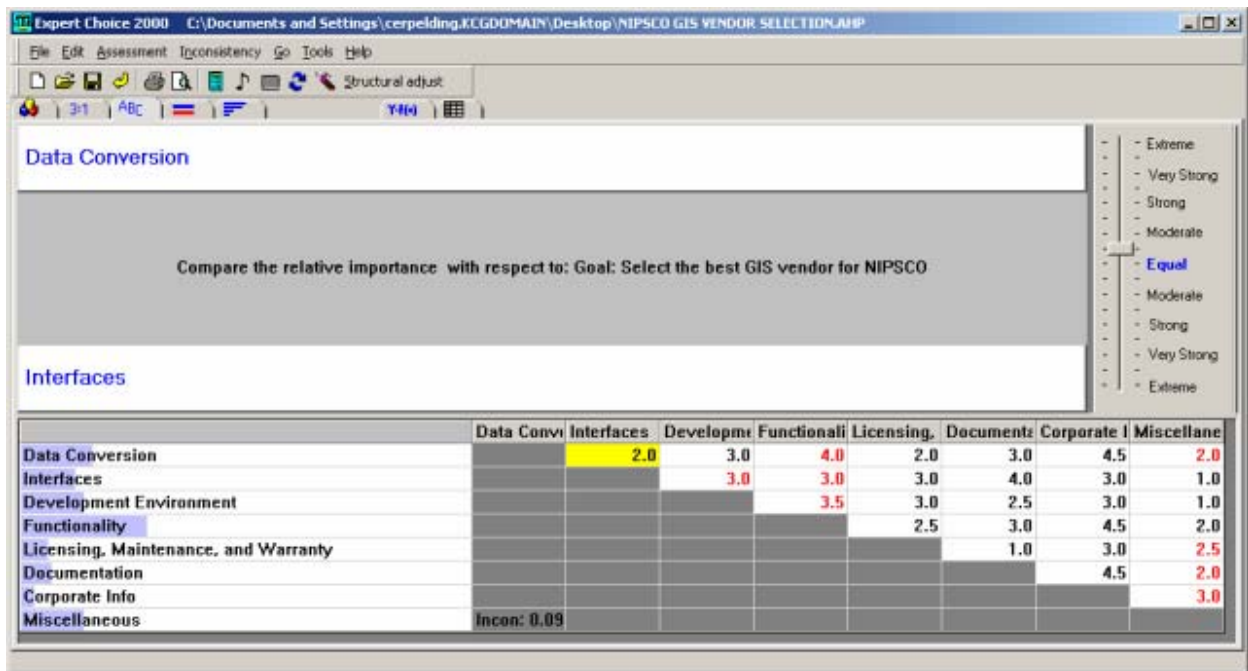 Expert Choice 2000 C:\Documents and Settings\cerpelding.KCGDOMAIN\Desktop\NIPSCO GIS VENDOR SELECTION.AHP
File Edit Assessment Inconsistency Go Tools Help
Structural adjust
3:1 ABC Y=f(x)
Data Conversion
Compare the relative importance with respect to: Goal: Select the best GIS vendor for NIPSCO
Interfaces
Extreme
Very Strong
Strong
Moderate
Equal
Moderate
Strong
Very Strong
Extreme
Data Conv Interfaces Developm Functionali Licensing, Documenta Corporate I Miscellane
Data Conversion 2.0 3.0 4.0 2.0 3.0 4.5 2.0
Interfaces 3.0 3.0 3.0 4.0 3.0 1.0
Development Environment 3.5 3.0 2.5 3.0 1.0
Functionality 2.5 3.0 4.5 2.0
Licensing, Maintenance, and Warranty 1.0 3.0 2.5
Documentation 4.5 2.0
Corporate Info 3.0
Miscellaneous Incon: 0.09